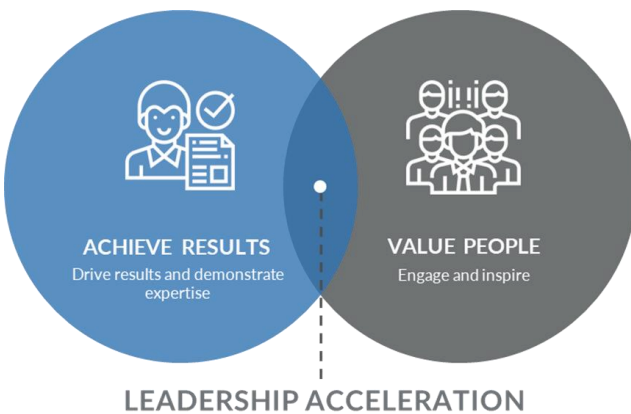 ACHIEVE RESULTS
Drive results and demonstrate
expertise
VALUE PEOPLE
Engage and inspire
LEADERSHIP ACCELERATION